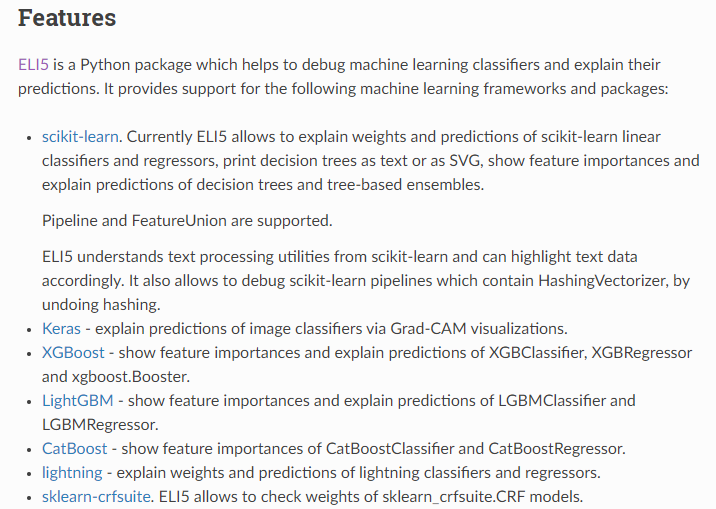 Features
ELI5 is a Python package which helps to debug machine learning classifiers and explain their
predictions. It provides support for the following machine learning frameworks and packages:
• scikit-learn. Currently ELI5 allows to explain weights and predictions of scikit-learn linear
classifiers and regressors, print decision trees as text or as SVG, show feature importances and
explain predictions of decision trees and tree-based ensembles.
Pipeline and FeatureUnion are supported.
ELI5 understands text processing utilities from scikit-learn and can highlight text data
accordingly. It also allows to debug scikit-learn pipelines which contain HashingVectorizer, by
undoing hashing.
• Keras - explain predictions of image classifiers via Grad-CAM visualizations.
• XGBoost - show feature importances and explain predictions of XGBClassifier, XGBRegressor
and xgboost.Booster.
• LightGBM - show feature importances and explain predictions of LGBMClassifier and
LGBMRegressor.
• CatBoost - show feature importances of CatBoostClassifier and CatBoostRegressor.
• lightning - explain weights and predictions of lightning classifiers and regressors.
• sklearn-crfsuite. ELI5 allows to check weights of sklearn_crfsuite.CRF models.